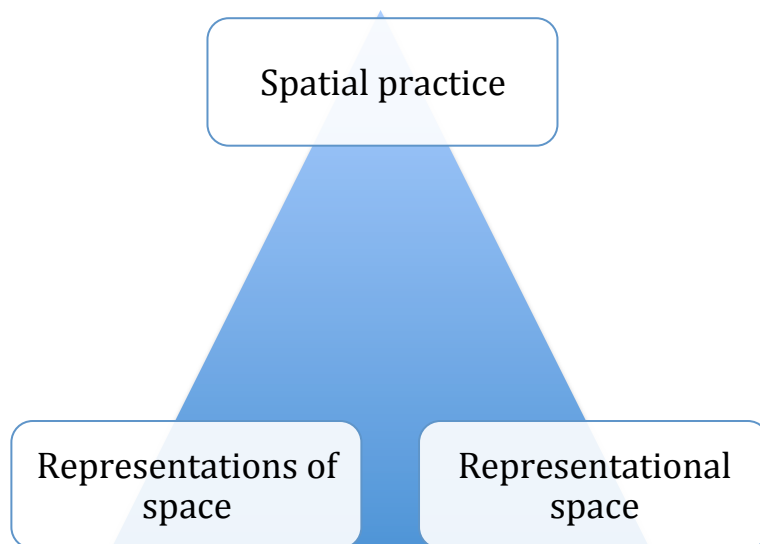 Spatial practice
Representations of
space
Representational
space